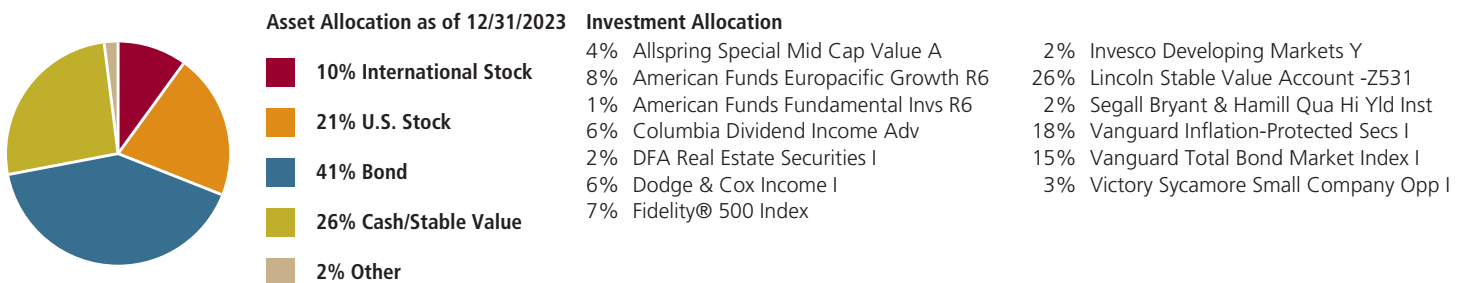 Asset Allocation as of 12/31/2023
10% International Stock
21% U.S. Stock
41% Bond
26% Cash/Stable Value
2% Other
Investment Allocation
4% Allspring Special Mid Cap Value A
8% American Funds Europacific Growth R6
1% American Funds Fundamental Invs R6
6% Columbia Dividend Income Adv
2% DFA Real Estate Securities I
6% Dodge & Cox Income I
7% Fidelity® 500 Index
2% Invesco Developing Markets Y
26% Lincoln Stable Value Account -Z531
2% Segall Bryant & Hamill Qua Hi Yld Inst
18% Vanguard Inflation-Protected Secs I
15% Vanguard Total Bond Market Index I
3% Victory Sycamore Small Company Opp I